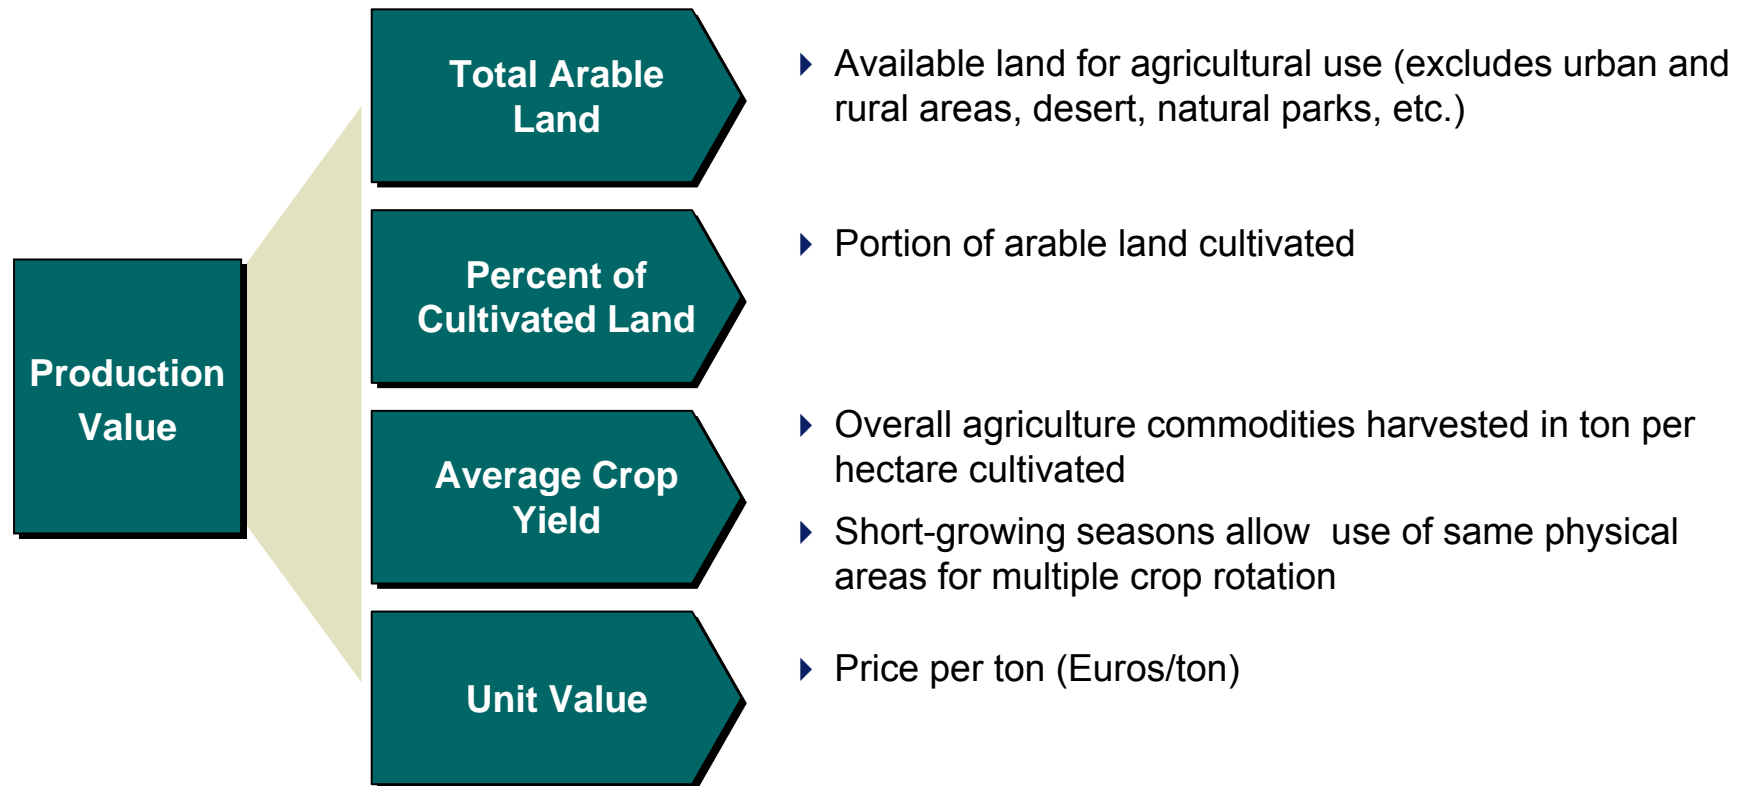 Production
Value
Total Arable
Land
Available land for agricultural use (excludes urban and
rural areas, desert, natural parks, etc.)
Percent of
Cultivated Land
Portion of arable land cultivated
Average Crop
Yield
Overall agriculture commodities harvested in ton per
hectare cultivated
Short-growing seasons allow  use of same physical
areas for multiple crop rotation
Unit Value
Price per ton (Euros/ton)